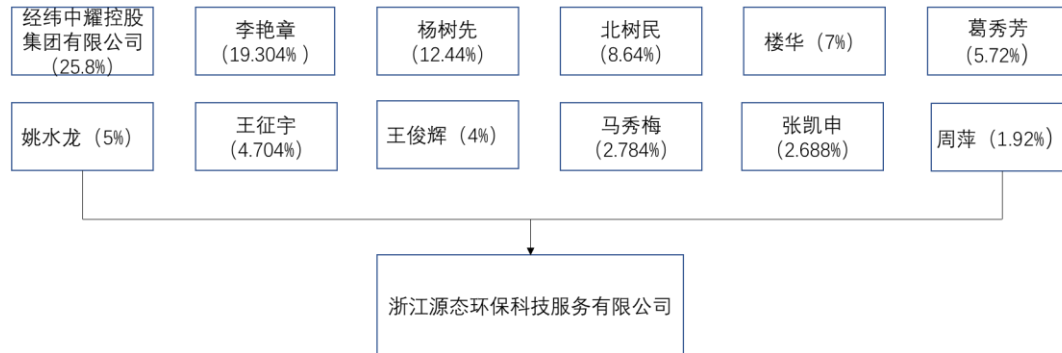 经纬中耀控股
集团有限公司
(25.8%)
李艳章
(19.304% )
杨树先
(12.44%)
北树民
(8.64%)
楼华（7%）
葛秀芳
(5.72%)
姚水龙（5%）
王征宇
(4.704%)
王俊辉（4%）
马秀梅
(2.784%)
张凯申
(2.688%)
周萍（1.92%）
浙江源态环保科技服务有限公司